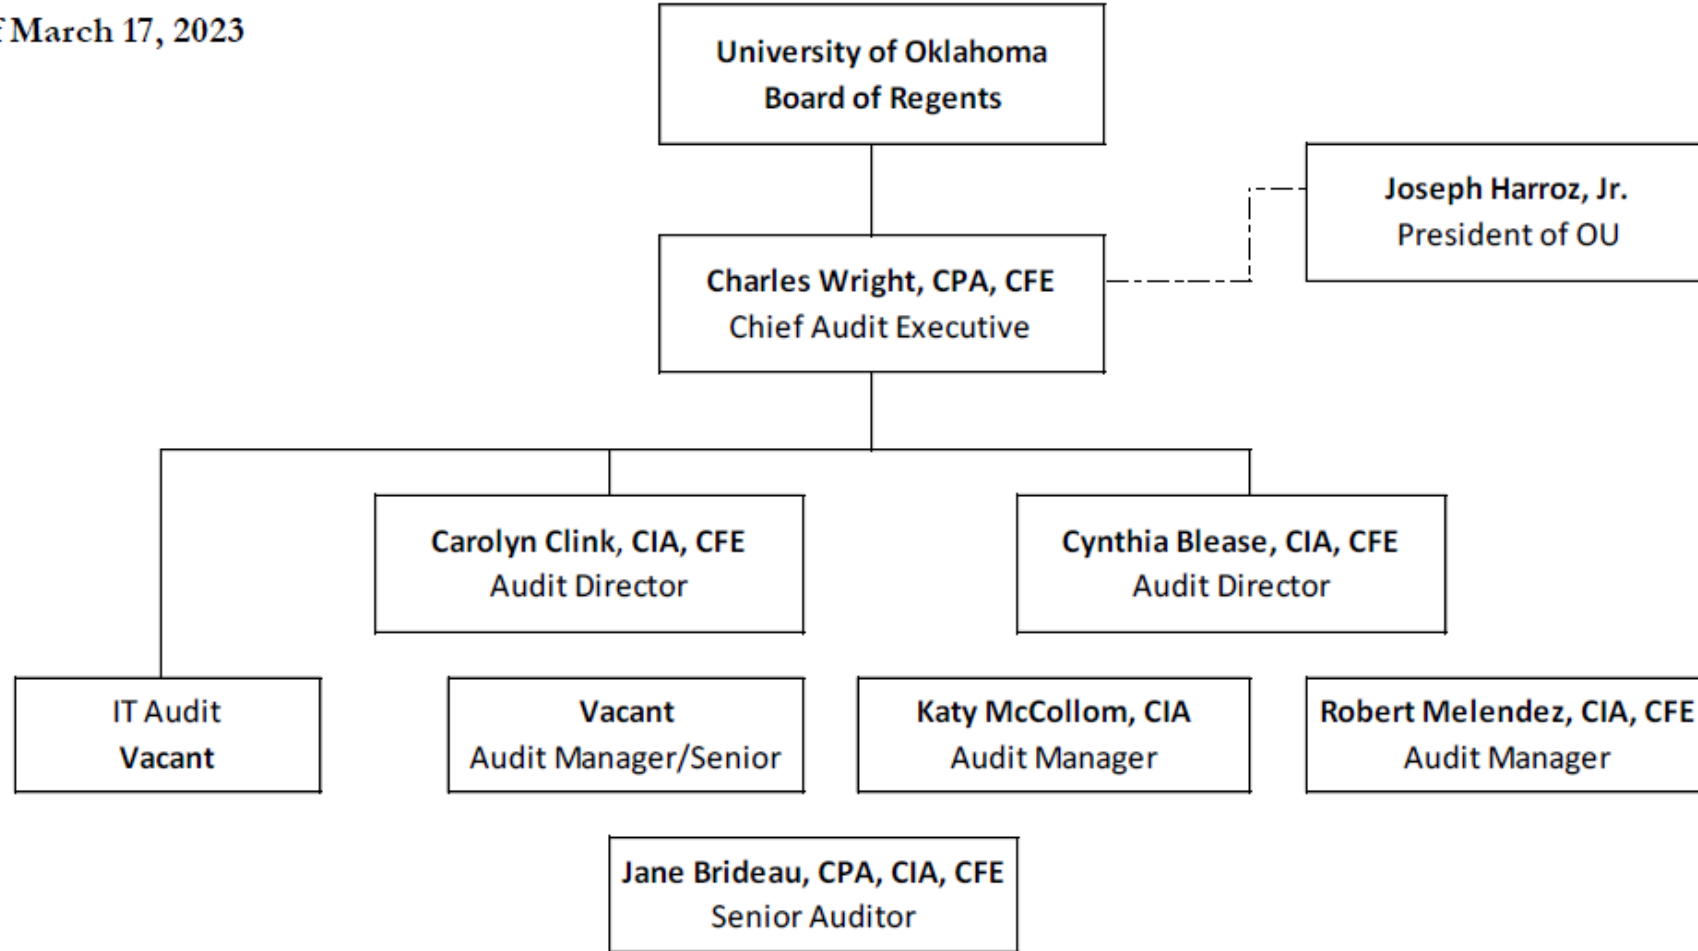 March 17, 2023
University of Oklahoma
Board of Regents
Joseph Harroz, Jr.
President of OU
Charles Wright, CPA, CFE
Chief Audit Executive
Carolyn Clink, CIA, CFE
Audit Director
Cynthia Blease, CIA, CFE
Audit Director
IT Audit
Vacant
Vacant
Audit Manager/Senior
Katy McCollom, CIA
Audit Manager
Robert Melendez, CIA, CFE
Audit Manager
Jane Brideau, CPA, CIA, CFE
Senior Auditor